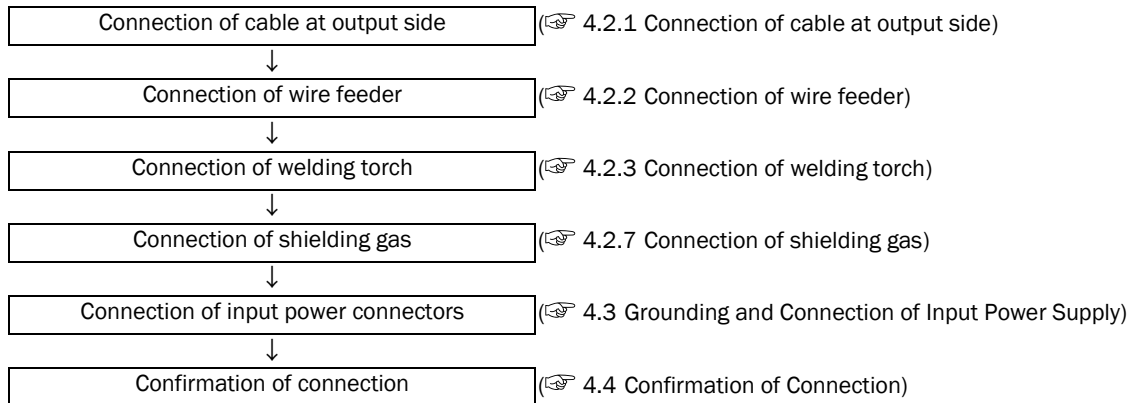 Connection of cable at output side (☞ 4.2.1 Connection of cable at output side)
↓
Connection of wire feeder (☞ 4.2.2 Connection of wire feeder)
↓
Connection of welding torch (☞ 4.2.3 Connection of welding torch)
↓
Connection of shielding gas (☞ 4.2.7 Connection of shielding gas)
↓
Connection of input power connectors (☞ 4.3 Grounding and Connection of Input Power Supply)
↓
Confirmation of connection (☞ 4.4 Confirmation of Connection)